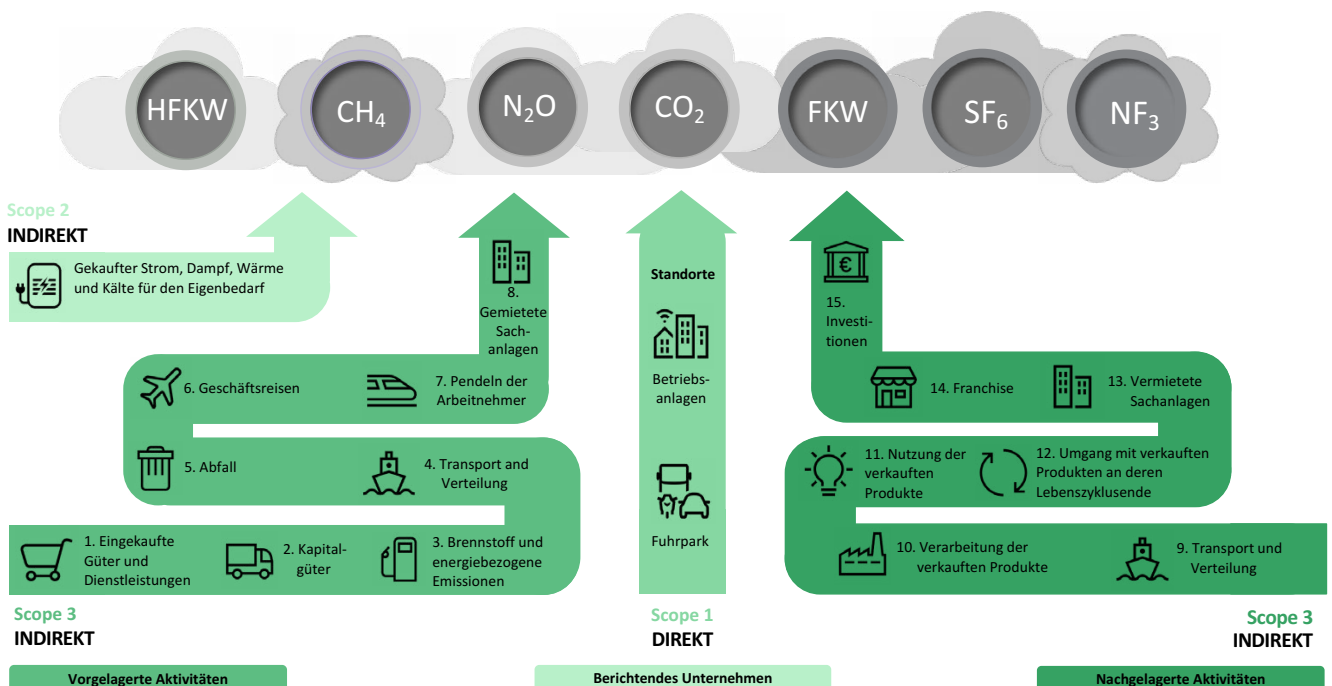 HFKW
CH₄
N₂O
CO₂
FKW
SF₆
NF₃
Scope 2
INDIREKT
Gekaufter Strom, Dampf, Wärme
und Kälte für den Eigenbedarf
8.
Gemietete
Sach-
anlagen
6. Geschäftsreisen
7. Pendeln der
Arbeitnehmer
5. Abfall
4. Transport and
Verteilung
1. Eingekaufte
Güter und
Dienstleistungen
2. Kapital-
güter
3. Brennstoff und
energiebezogene
Emissionen
Scope 3
INDIREKT
Vorgelagerte Aktivitäten
Standorte
Betriebs-
anlagen
Fuhrpark
Scope 1
DIREKT
Berichtendes Unternehmen
15.
Investi-
tionen
14. Franchise
13. Vermietete
Sachanlagen
11. Nutzung der
verkauften
Produkte
12. Umgang mit verkauften
Produkten an deren
Lebenszyklusende
10. Verarbeitung der
verkauften Produkte
9. Transport und
Verteilung
Scope 3
INDIREKT
Nachgelagerte Aktivitäten